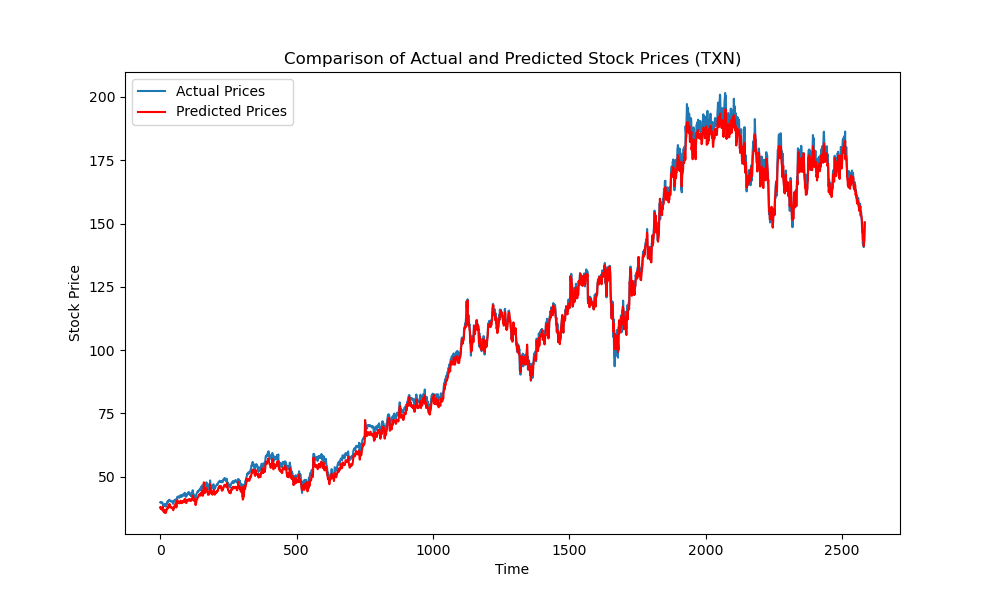 Comparison of Actual and Predicted Stock Prices (TXN)
Actual Prices
Predicted Prices
200
175
150
125
100
75
50
Stock Price
0 500 1000 1500 2000 2500
Time